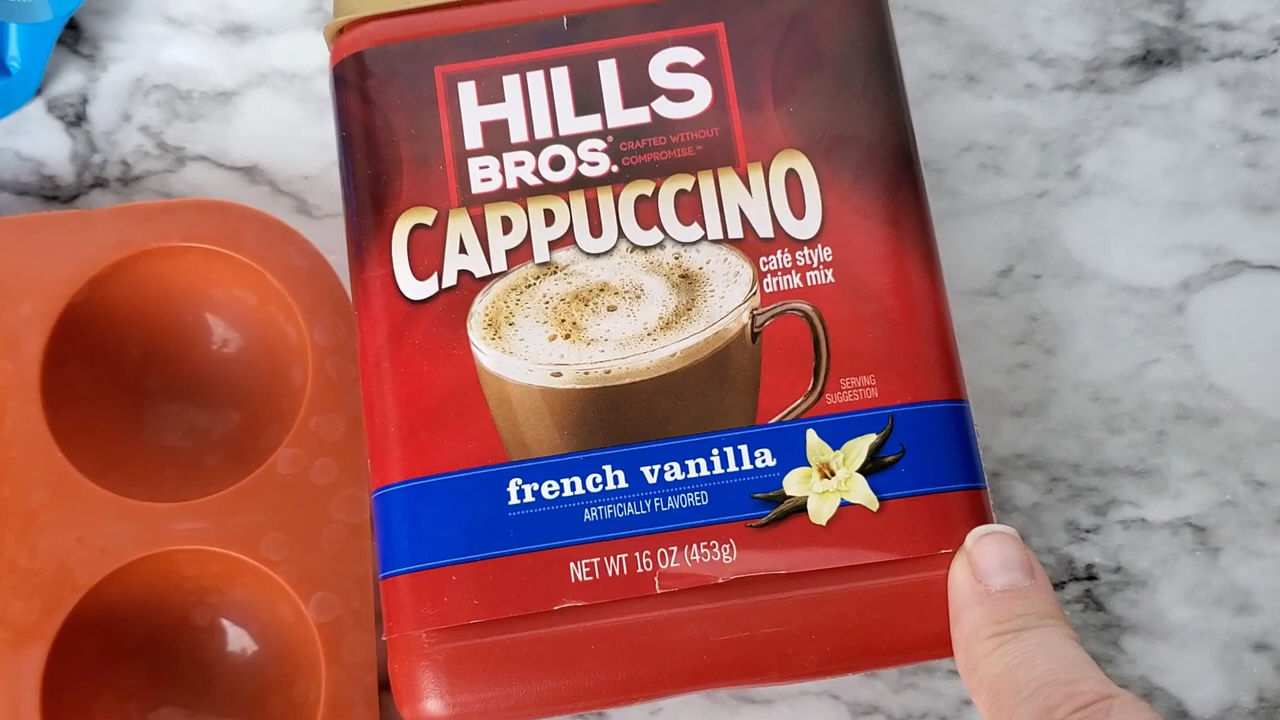 HILLS
BROS.® CRAFTED WITHOUT
COMPROMISE.™
CAPPUCCINO
café style
drink mix
SERVING
SUGGESTION
french vanilla
ARTIFICIALLY FLAVORED
NET WT 16 OZ (453g)